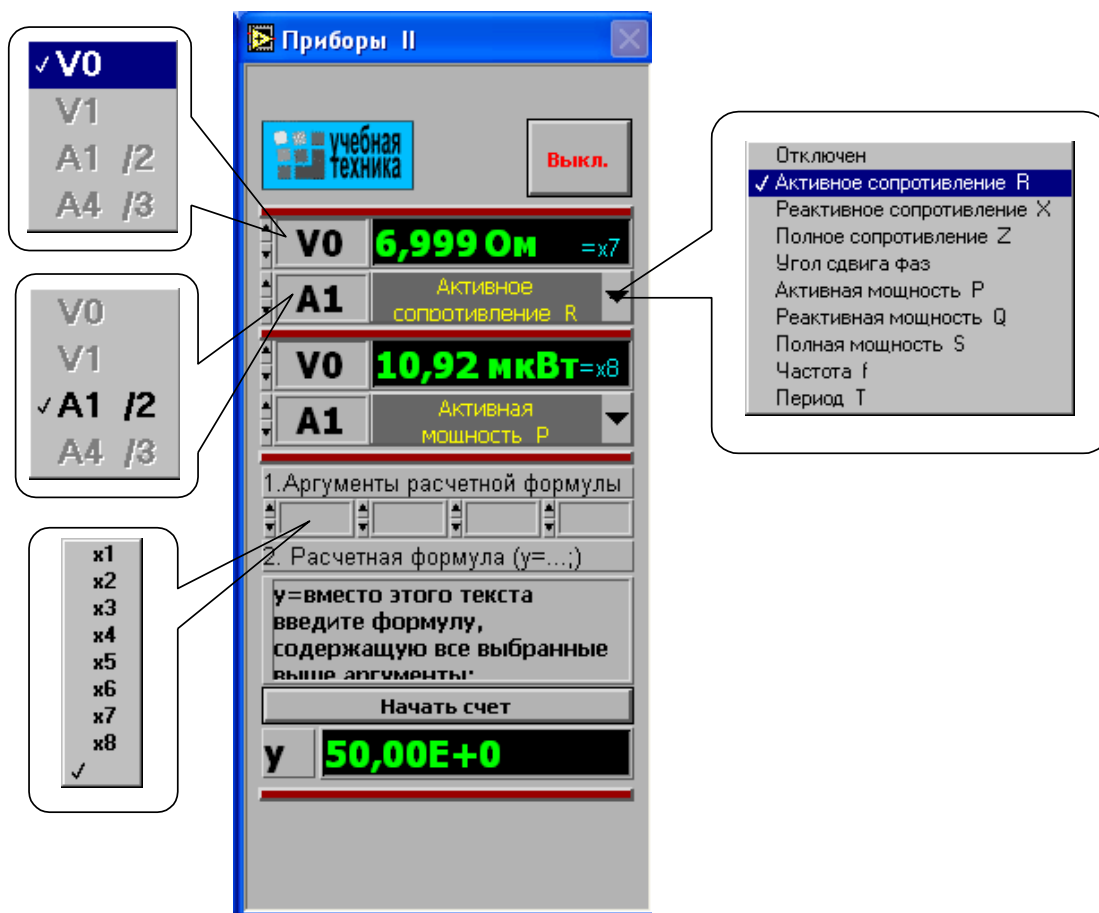 Приборы II
✓ V0
V1
A1 /2
A4 /3
учебная
техника
Выкл.
V0 6,999 Ом =x7
A1 Активное
сопротивление R
V0 10,92 мкВт =x8
A1 Активная
мощность P
Отключен
✓ Активное сопротивление R
Реактивное сопротивление X
Полное сопротивление Z
Угол сдвига фаз
Активная мощность P
Реактивная мощность Q
Полная мощность S
Частота f
Период T
V0
V1
✓ A1 /2
A4 /3
1.Аргументы расчетной формулы
2. Расчетная формула (y=...;)
y=вместо этого текста
введите формулу,
содержащую все выбранные
выше аргументы;
x1
x2
x3
x4
x5
x6
x7
x8
✓
Начать счет
y 50,00E+0